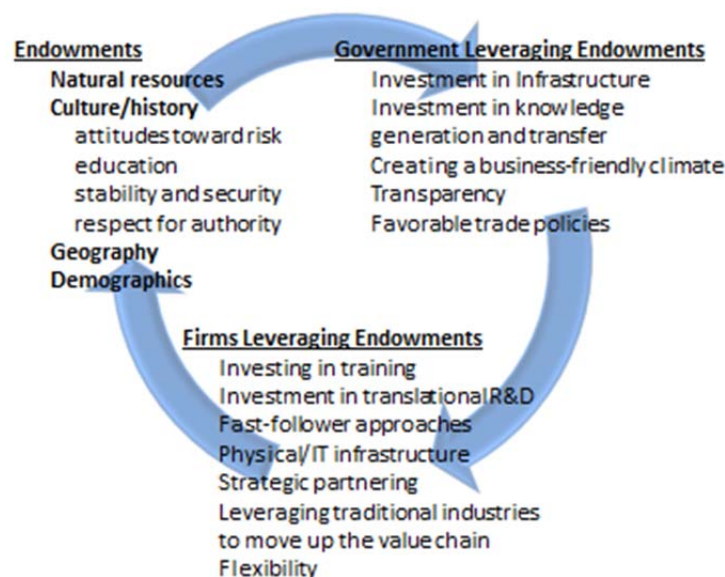 Endowments
Natural resources
Culture/history
attitudes toward risk
education
stability and security
respect for authority
Geography
Demographics
Government Leveraging Endowments
Investment in Infrastructure
Investment in knowledge
generation and transfer
Creating a business-friendly climate
Transparency
Favorable trade policies
Firms Leveraging Endowments
Investing in training
Investment in translational R&D
Fast-follower approaches
Physical/IT infrastructure
Strategic partnering
Leveraging traditional industries
to move up the value chain
Flexibility